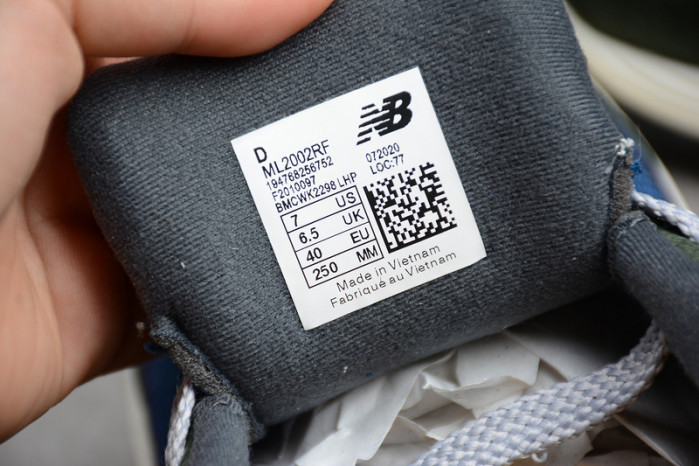 NB
D
ML2002RF
194768256752
F2010097
BMCWK2298 LHP
072020
LOC:77
7 US
6.5 UK
40 EU
250 MM
Made in Vietnam
Fabriqué au Vietnam